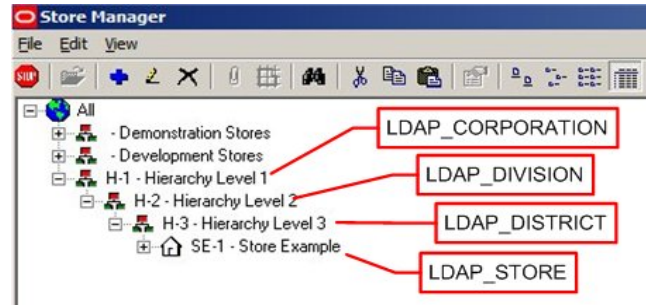 Store Manager
File Edit View
STOP
All
- Demonstration Stores
- Development Stores
H-1 - Hierarchy Level 1
H-2 - Hierarchy Level 2
H-3 - Hierarchy Level 3
SE-1 - Store Example
LDAP_CORPORATION
LDAP_DIVISION
LDAP_DISTRICT
LDAP_STORE